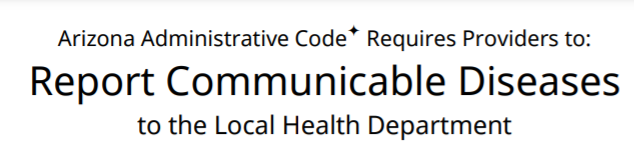 Arizona Administrative Code✦ Requires Providers to:
Report Communicable Diseases
to the Local Health Department